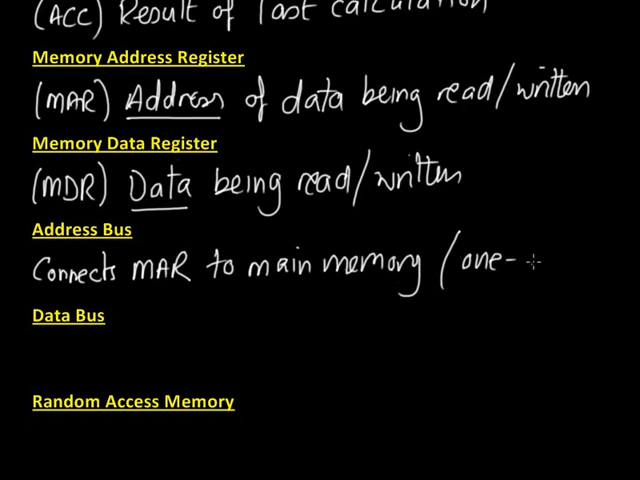 (ACC) Result of last calculation
Memory Address Register
(MAR) Address of data being read/written
Memory Data Register
(MDR) Data being read/written
Address Bus
Connects MAR to main memory (one-
Data Bus
Random Access Memory